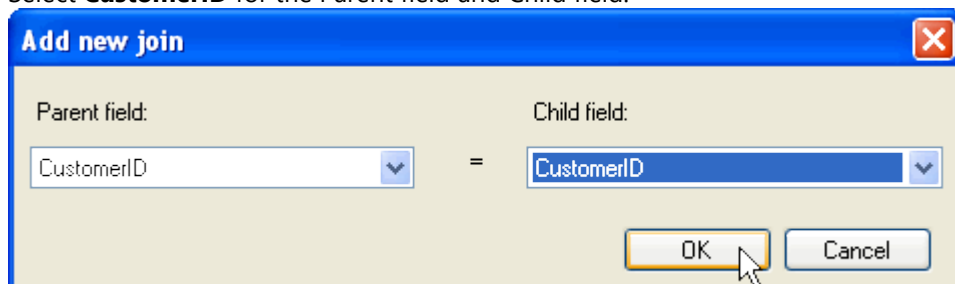 Select CustomerID for the Parent field and Child field.
Add new join
Parent field: Child field:
CustomerID = CustomerID
OK Cancel